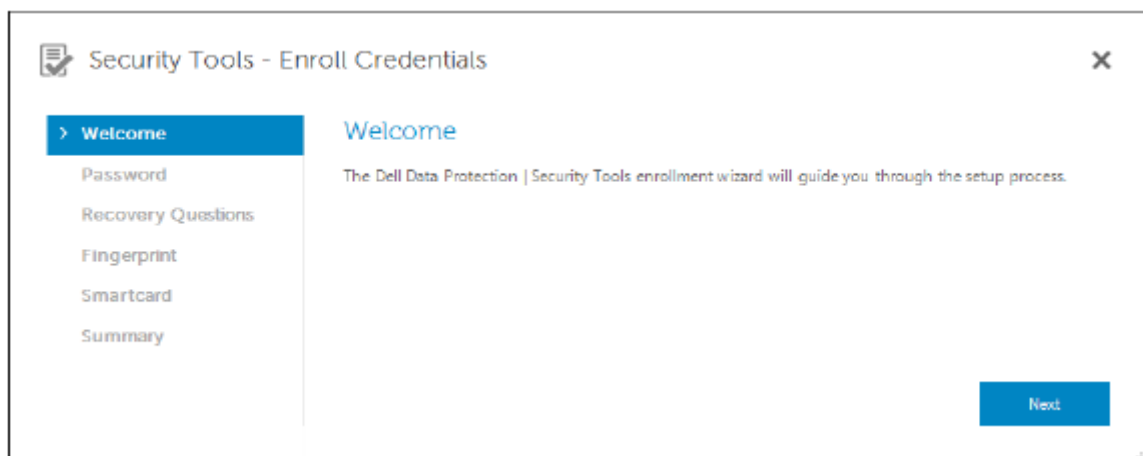 Security Tools - Enroll Credentials
Welcome
Password
Recovery Questions
Fingerprint
Smartcard
Summary
Welcome
The Dell Data Protection | Security Tools enrollment wizard will guide you through the setup process.
Next